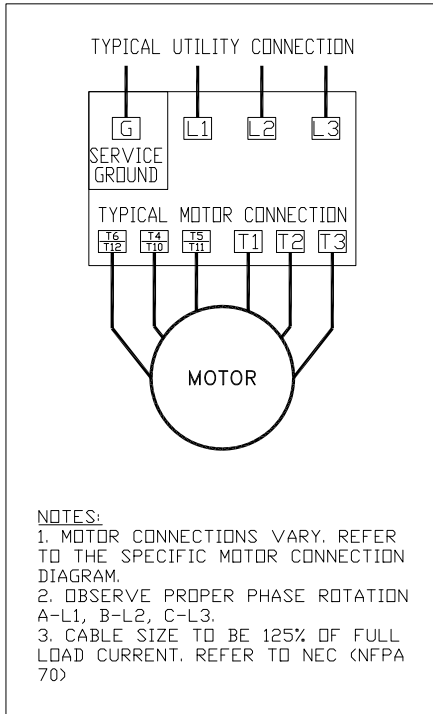 TYPICAL UTILITY CONNECTION
G L1 L2 L3
SERVICE
GROUND
TYPICAL MOTOR CONNECTION
T6 T4 T5 T1 T2 T3
T12 T10 T11
MOTOR
NOTES:
1. MOTOR CONNECTIONS VARY. REFER
TO THE SPECIFIC MOTOR CONNECTION
DIAGRAM.
2. OBSERVE PROPER PHASE ROTATION
A-L1, B-L2, C-L3.
3. CABLE SIZE TO BE 125% OF FULL
LOAD CURRENT. REFER TO NEC (NFPA
70)